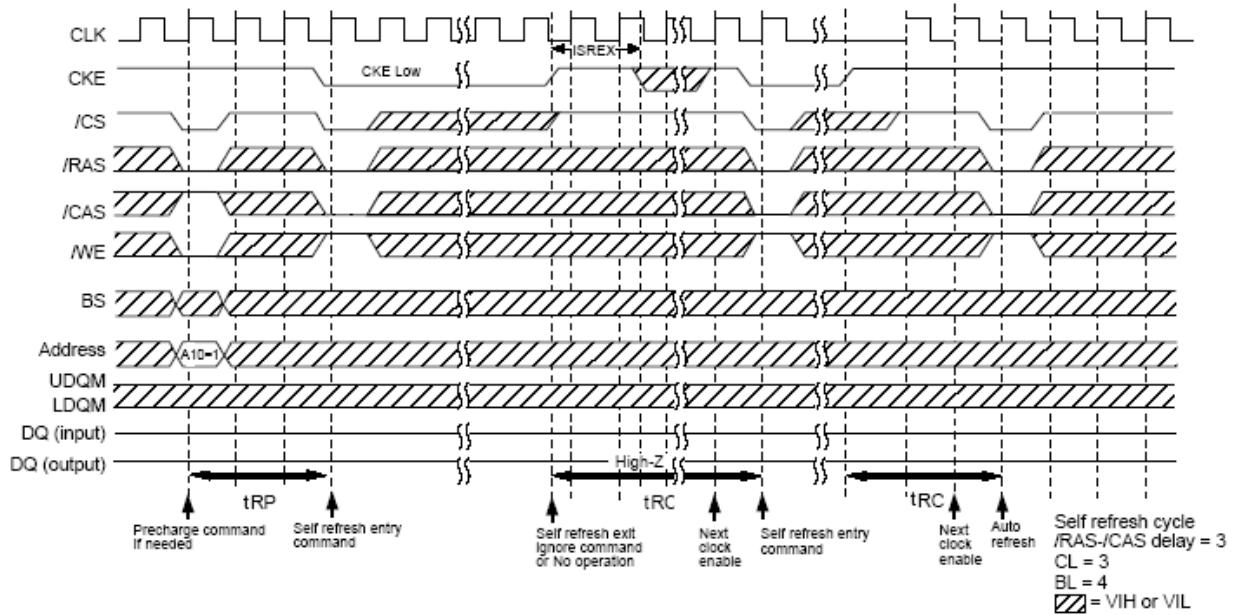 CLK
ISREX
CKE
CKE Low
/CS
/RAS
/CAS
/WE
BS
Address
A10=1
UDQM
LDQM
DQ (input)
DQ (output)
High-Z
tRP
tRC
tRC
Precharge command
If needed
Self refresh entry
command
Self refresh exit
Ignore command
or No operation
Next
clock
enable
Self refresh entry
command
Next
clock
enable
Auto
refresh
Self refresh cycle
/RAS-/CAS delay = 3
CL = 3
BL = 4
= VIH or VIL